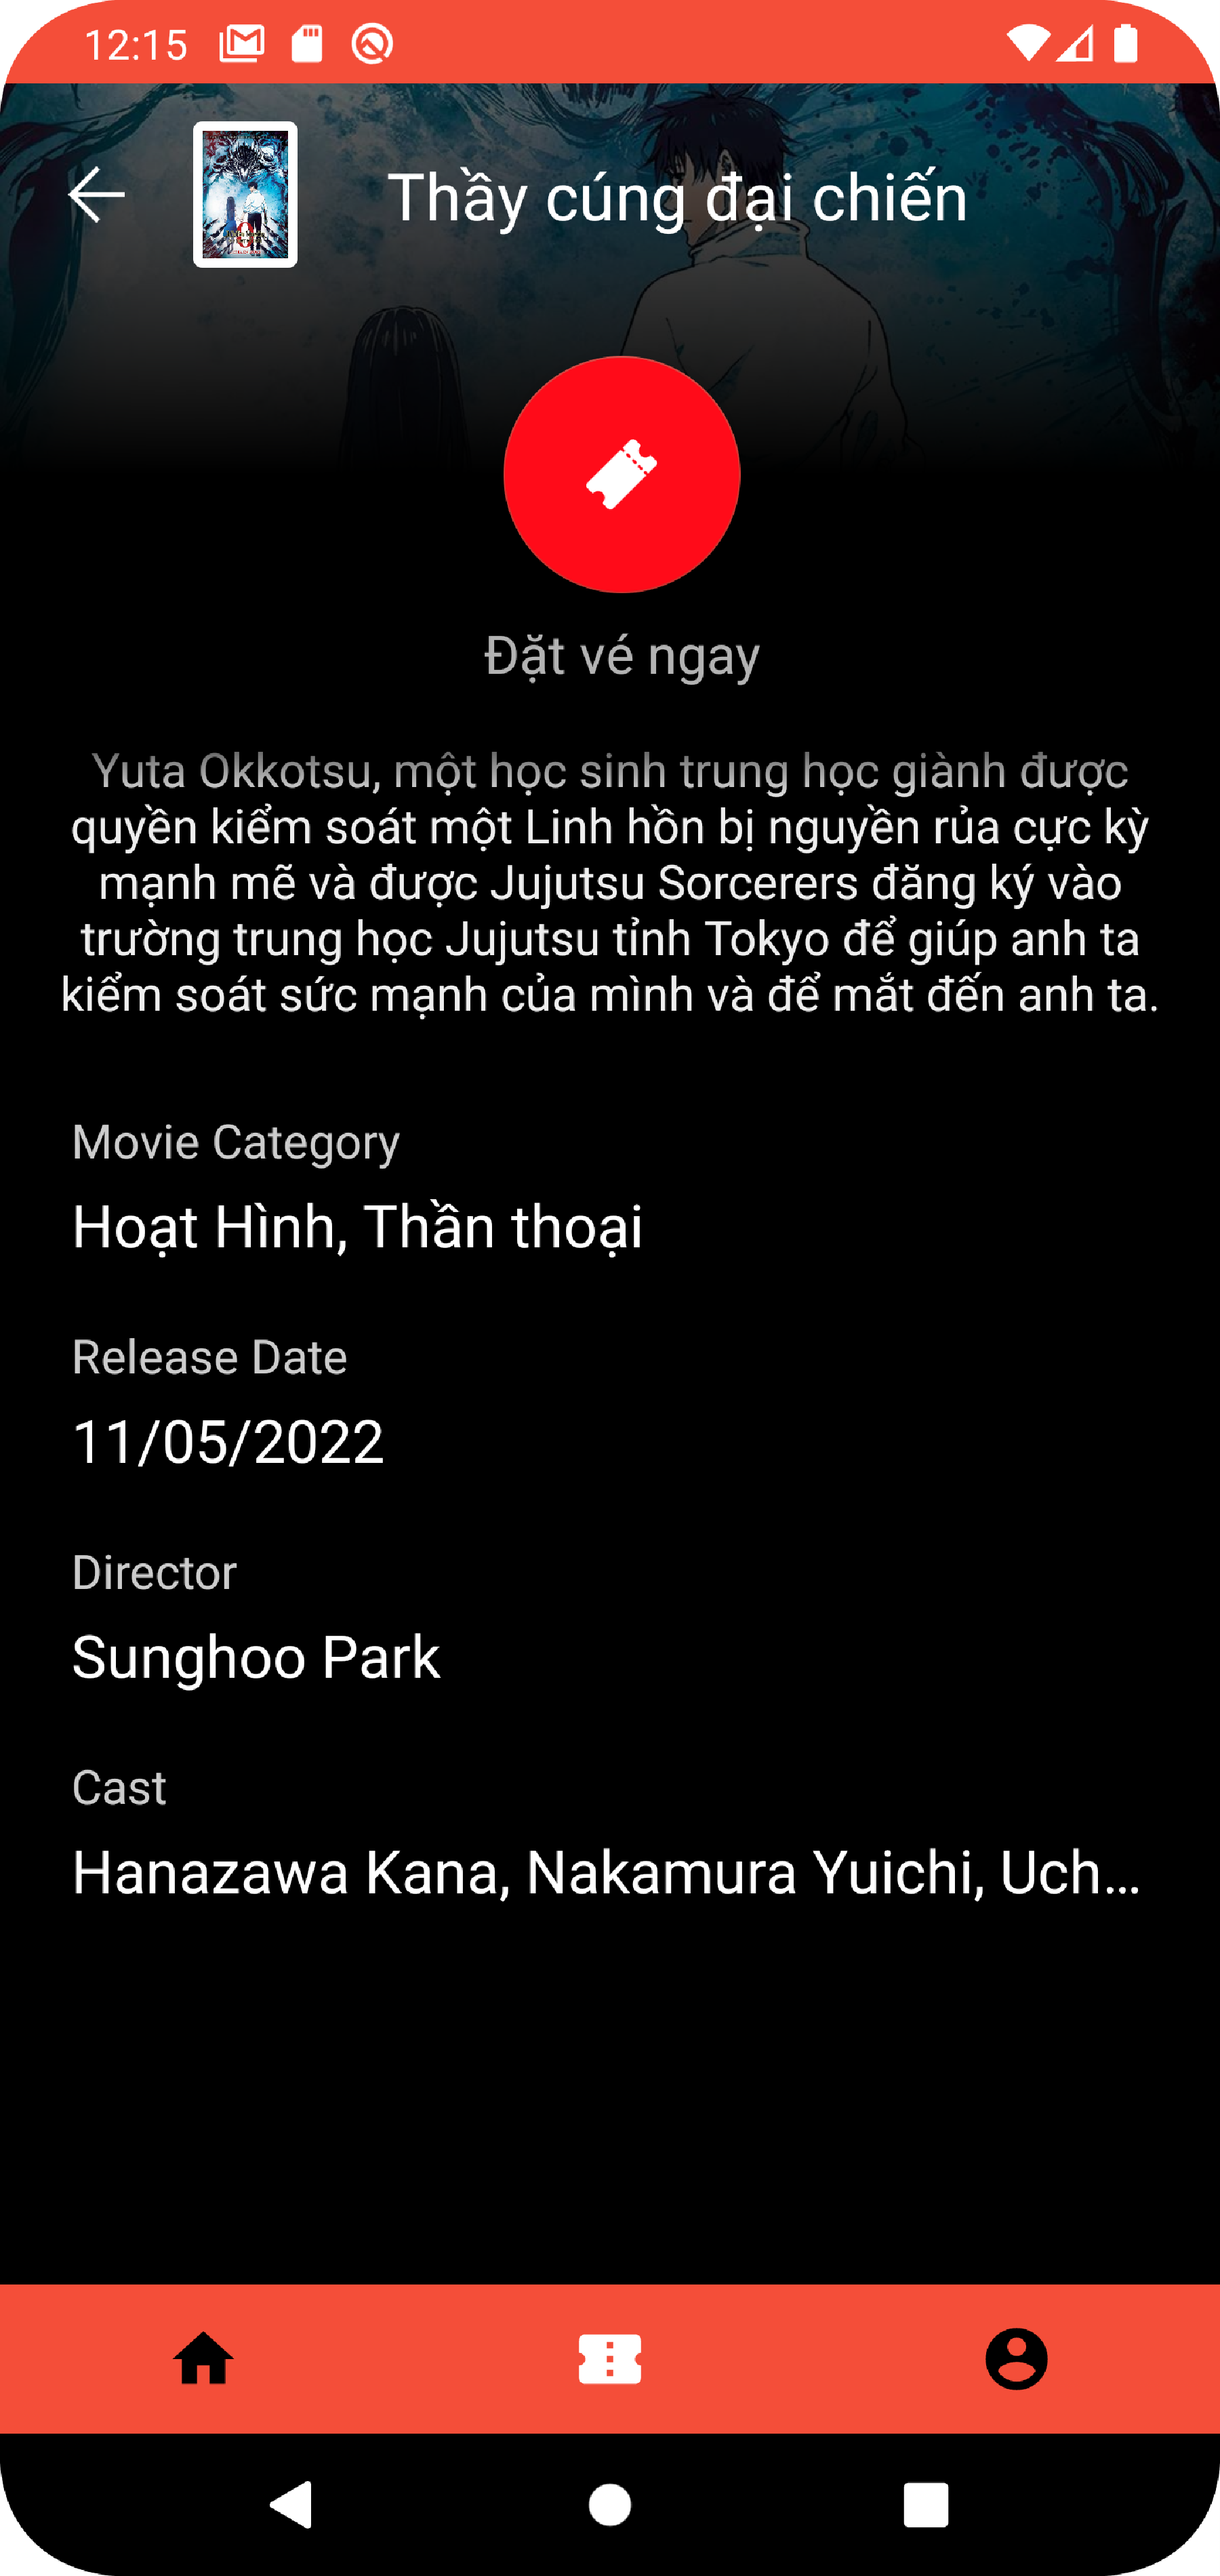 12:15
Thầy cúng đại chiến
Đặt vé ngay
Yuta Okkotsu, một học sinh trung học giành được
quyền kiểm soát một Linh hồn bị nguyền rủa cực kỳ
mạnh mẽ và được Jujutsu Sorcerers đăng ký vào
trường trung học Jujutsu tỉnh Tokyo để giúp anh ta
kiểm soát sức mạnh của mình và để mắt đến anh ta.
Movie Category
Hoạt Hình, Thần thoại
Release Date
11/05/2022
Director
Sunghoo Park
Cast
Hanazawa Kana, Nakamura Yuichi, Uch...